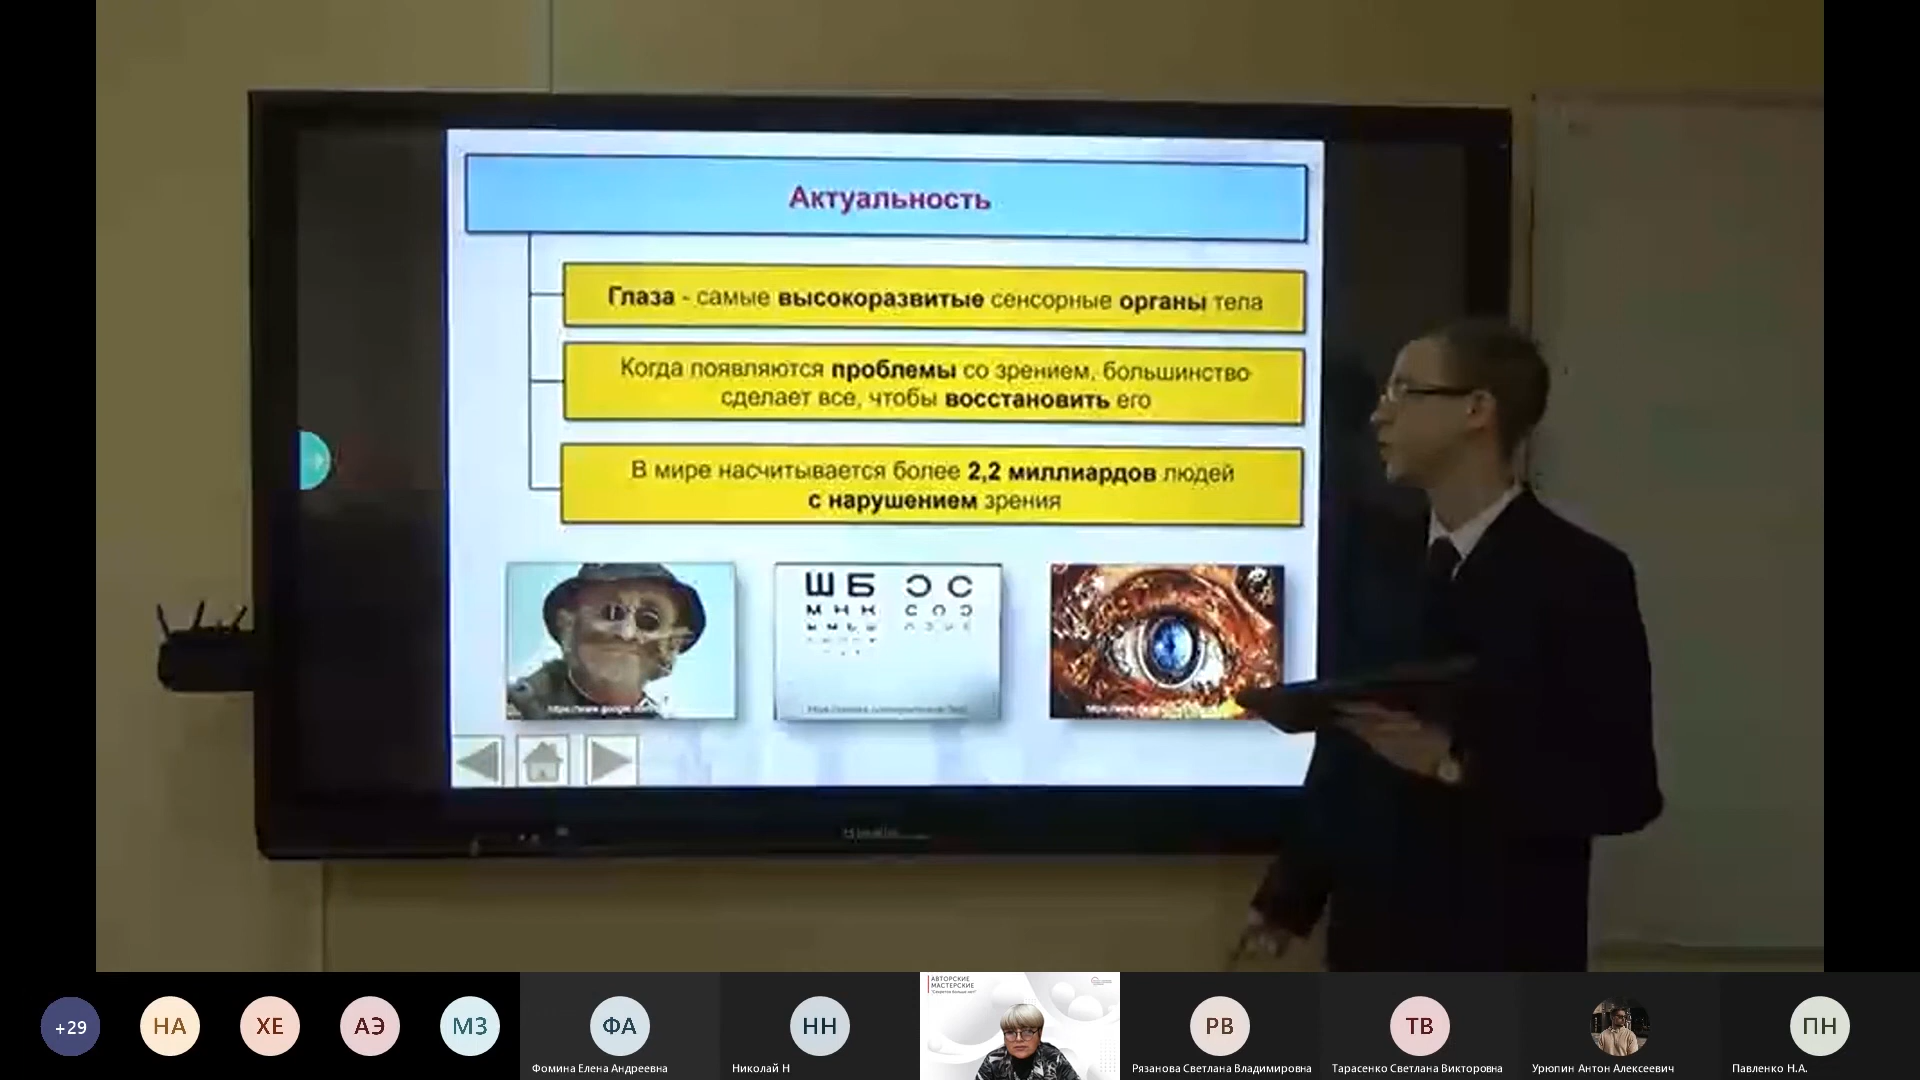 Актуальность
Глаза - самые высокоразвитые сенсорные органы тела
Когда появляются проблемы со зрением, большинство
сделает все, чтобы восстановить его
В мире насчитывается более 2,2 миллиардов людей
с нарушением зрения
Ш Б
М Н К
АВТОРСКИЕ
МАСТЕРСКИЕ
+29
НА
ХЕ
АЭ
МЗ
ФА
НН
РВ
ТВ
ПН
Фомина Елена Андреевна
Николай Н
Рязанова Светлана Владимировна
Тарасенко Светлана Викторовна
Урюпин Антон Алексеевич
Павленко Н.А.